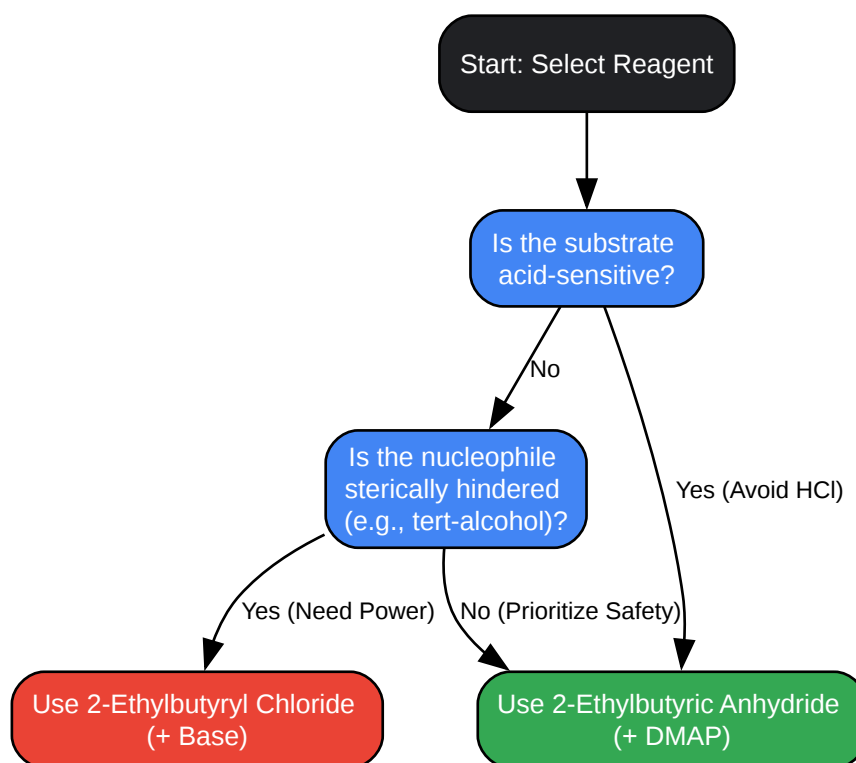 Start: Select Reagent
Is the substrate
acid-sensitive?
No
Is the nucleophile
sterically hindered
(e.g., tert-alcohol)?
Yes (Avoid HCl)
Yes (Need Power)
No (Prioritize Safety)
Use 2-Ethylbutyryl Chloride
(+ Base)
Use 2-Ethylbutyric Anhydride
(+ DMAP)